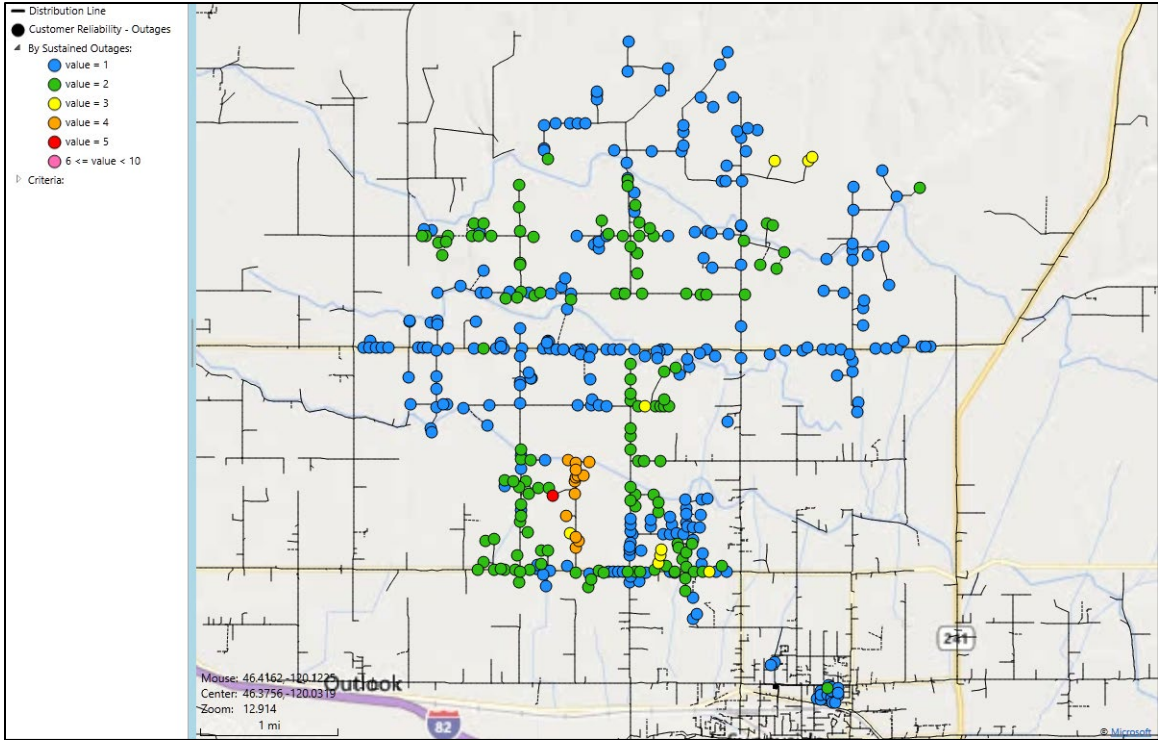 Distribution Line
Customer Reliability - Outages
By Sustained Outages:
value = 1
value = 2
value = 3
value = 4
value = 5
6 <= value < 10
Criteria:
241
Mouse: 46.4162, -120.1225
Center: 46.3756 -120.0319
Zoom: 12.914
1 mi
Outlook
82
© Microsoft